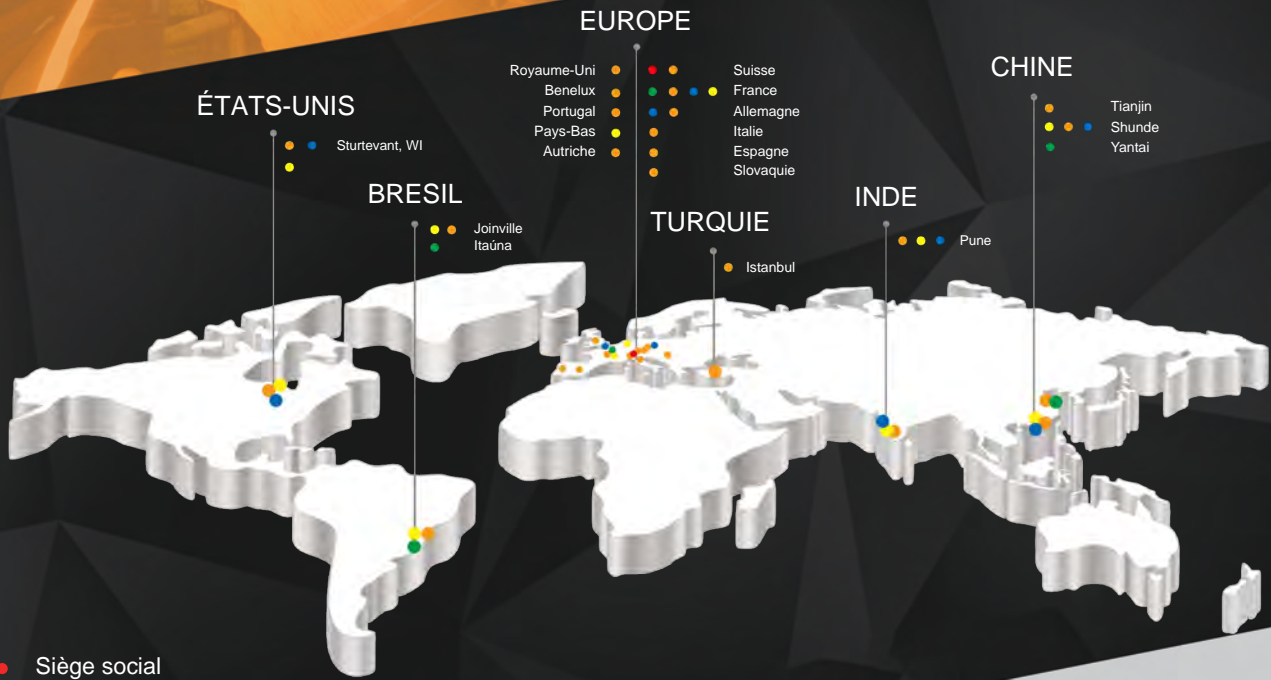 EUROPE
Royaume-Uni
Benelux
Portugal
Pays-Bas
Autriche
Suisse
France
Allemagne
Italie
Espagne
Slovaquie
CHINE
Tianjin
Shunde
Yantai
ÉTATS-UNIS
Sturtevant, WI
BRESIL
Joinville
Itaúna
TURQUIE
Istanbul
INDE
Pune
Siège social